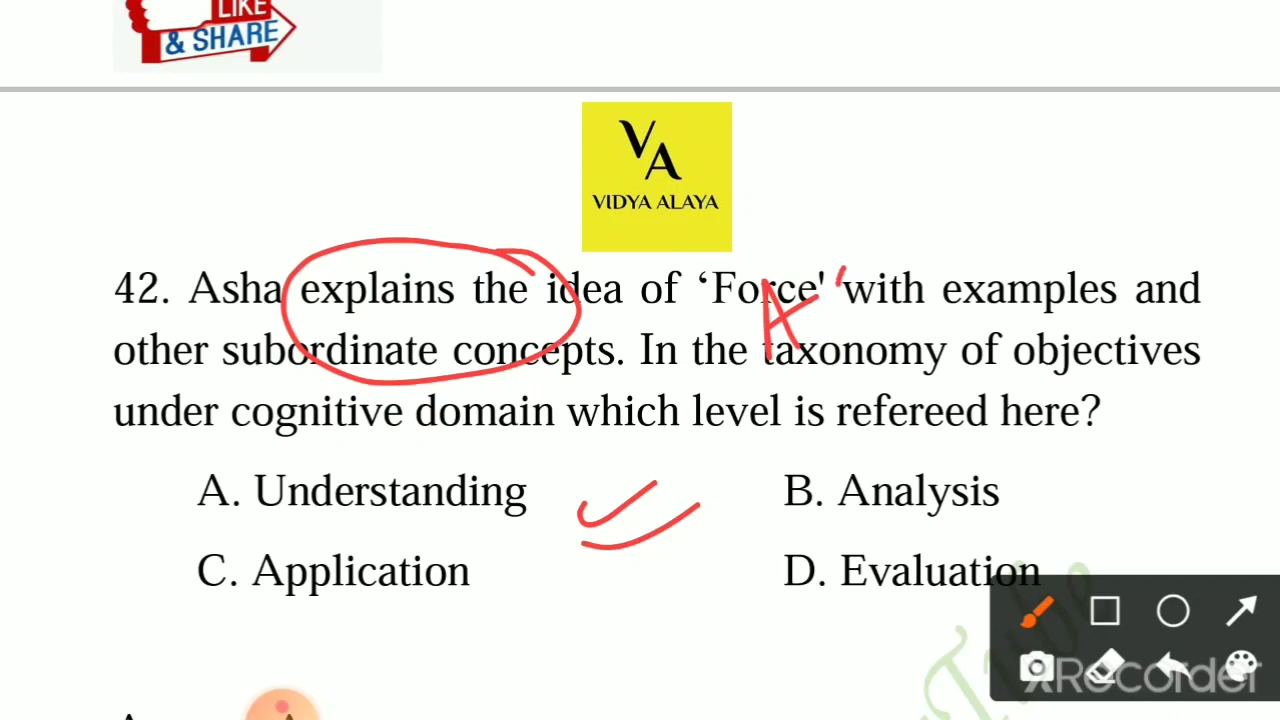 LIKE
& SHARE
VA
VIDYA ALAYA
42. Asha explains the idea of ‘Force' with examples and
A
other subordinate concepts. In the taxonomy of objectives
under cognitive domain which level is refereed here?
A. Understanding
B. Analysis
C. Application
D. Evaluation
XRecorder